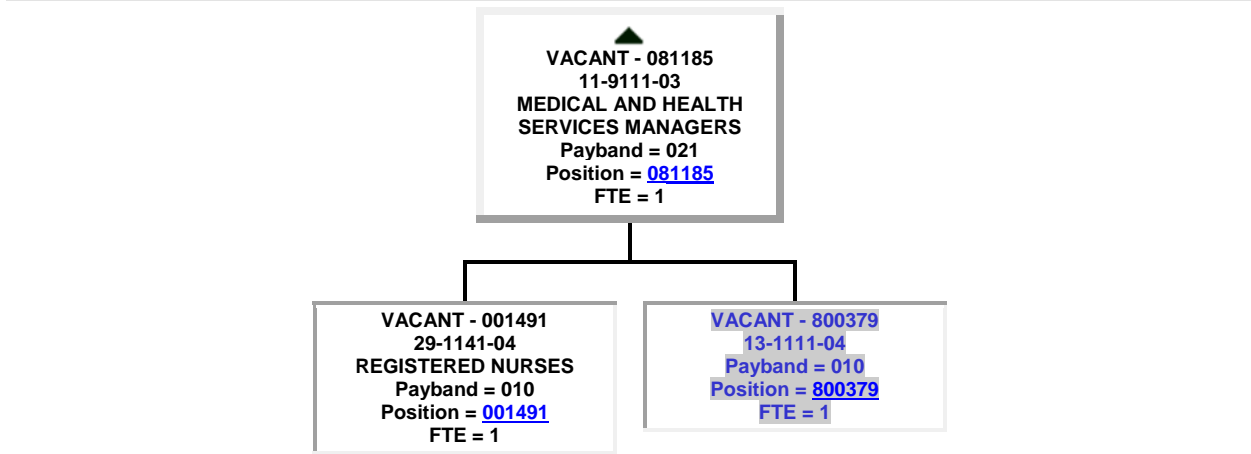 VACANT - 081185
11-9111-03
MEDICAL AND HEALTH
SERVICES MANAGERS
Payband = 021
Position = 081185
FTE = 1
VACANT - 001491
29-1141-04
REGISTERED NURSES
Payband = 010
Position = 001491
FTE = 1
VACANT - 800379
13-1111-04
Payband = 010
Position = 800379
FTE = 1